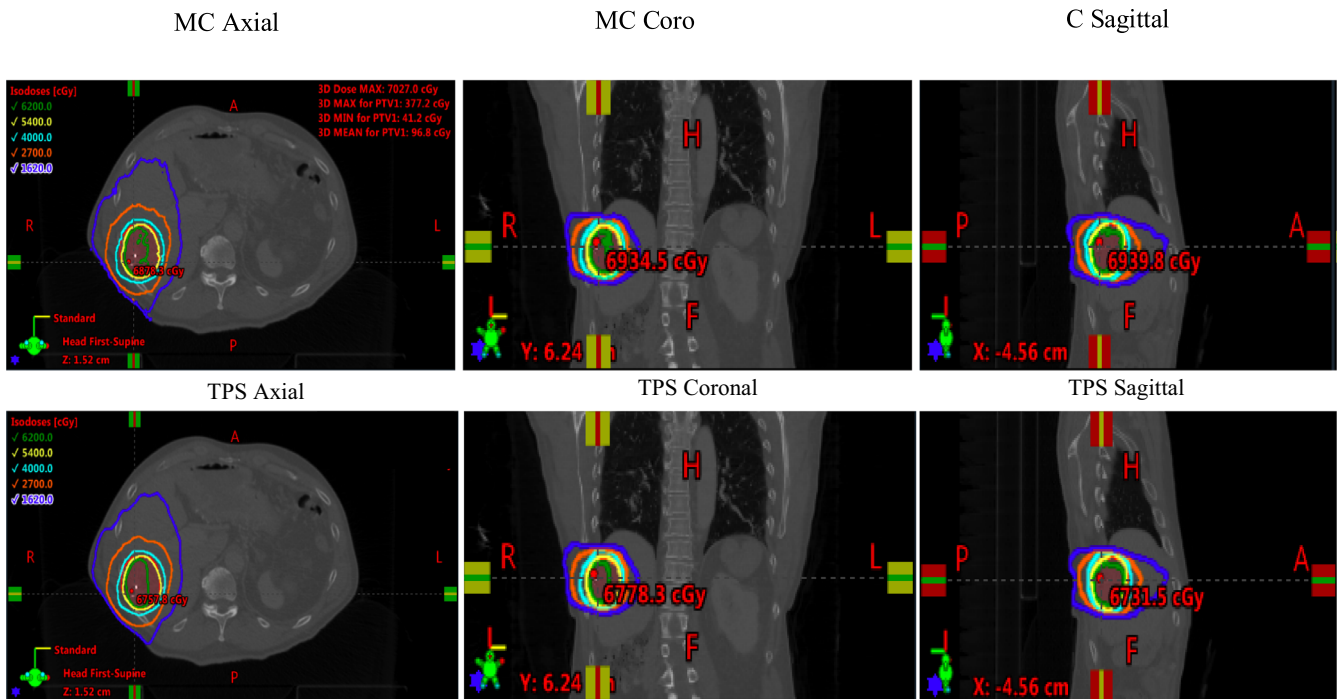 MC Axial
MC Coro
C Sagittal
Isodoses [cGy]
✓ 6200.0
✓ 5400.0
✓ 4000.0
✓ 2700.0
✓ 1620.0
3D Dose MAX: 7027.0 cGy
3D MAX for PTV1: 377.2 cGy
3D MIN for PTV1: 41.2 cGy
3D MEAN for PTV1: 96.8 cGy
A
R
L
cGy
Standard
Head First-Supine
Z: 1.52 cm
P
H
R
L
6934.5 cGy
F
L
Y: 6.24
H
P
A
6939.8 cGy
F
X: -4.56 cm
TPS Axial
TPS Coronal
TPS Sagittal
Isodoses [cGy]
✓ 6200.0
✓ 5400.0
✓ 4000.0
✓ 2700.0
✓ 1620.0
A
R
L
6757.8 cGy
Standard
Head First-Supine
Z: 1.52 cm
P
H
R
L
6778.3 cGy
F
L
Y: 6.24
H
P
A
6731.5 cGy
F
X: -4.56 cm